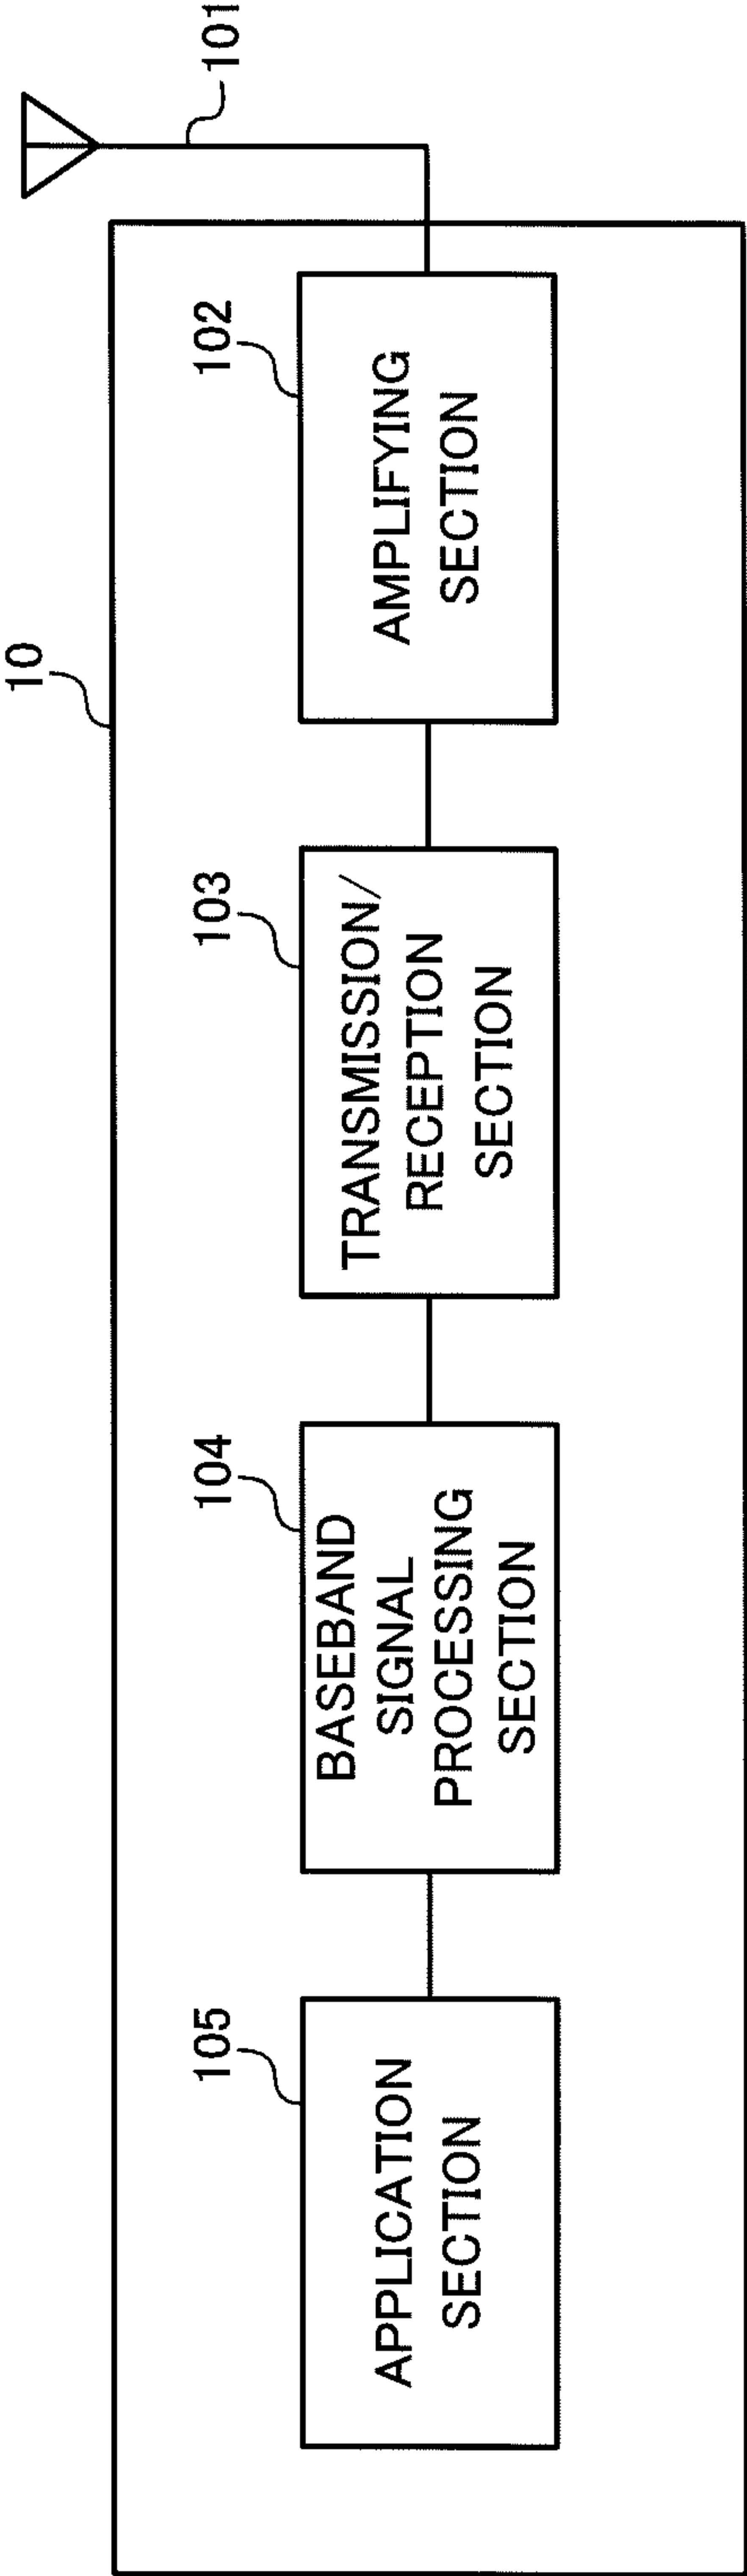 10
105
APPLICATION
SECTION
104
BASEBAND
SIGNAL
PROCESSING
SECTION
103
TRANSMISSION/
RECEPTION
SECTION
102
AMPLIFYING
SECTION
101